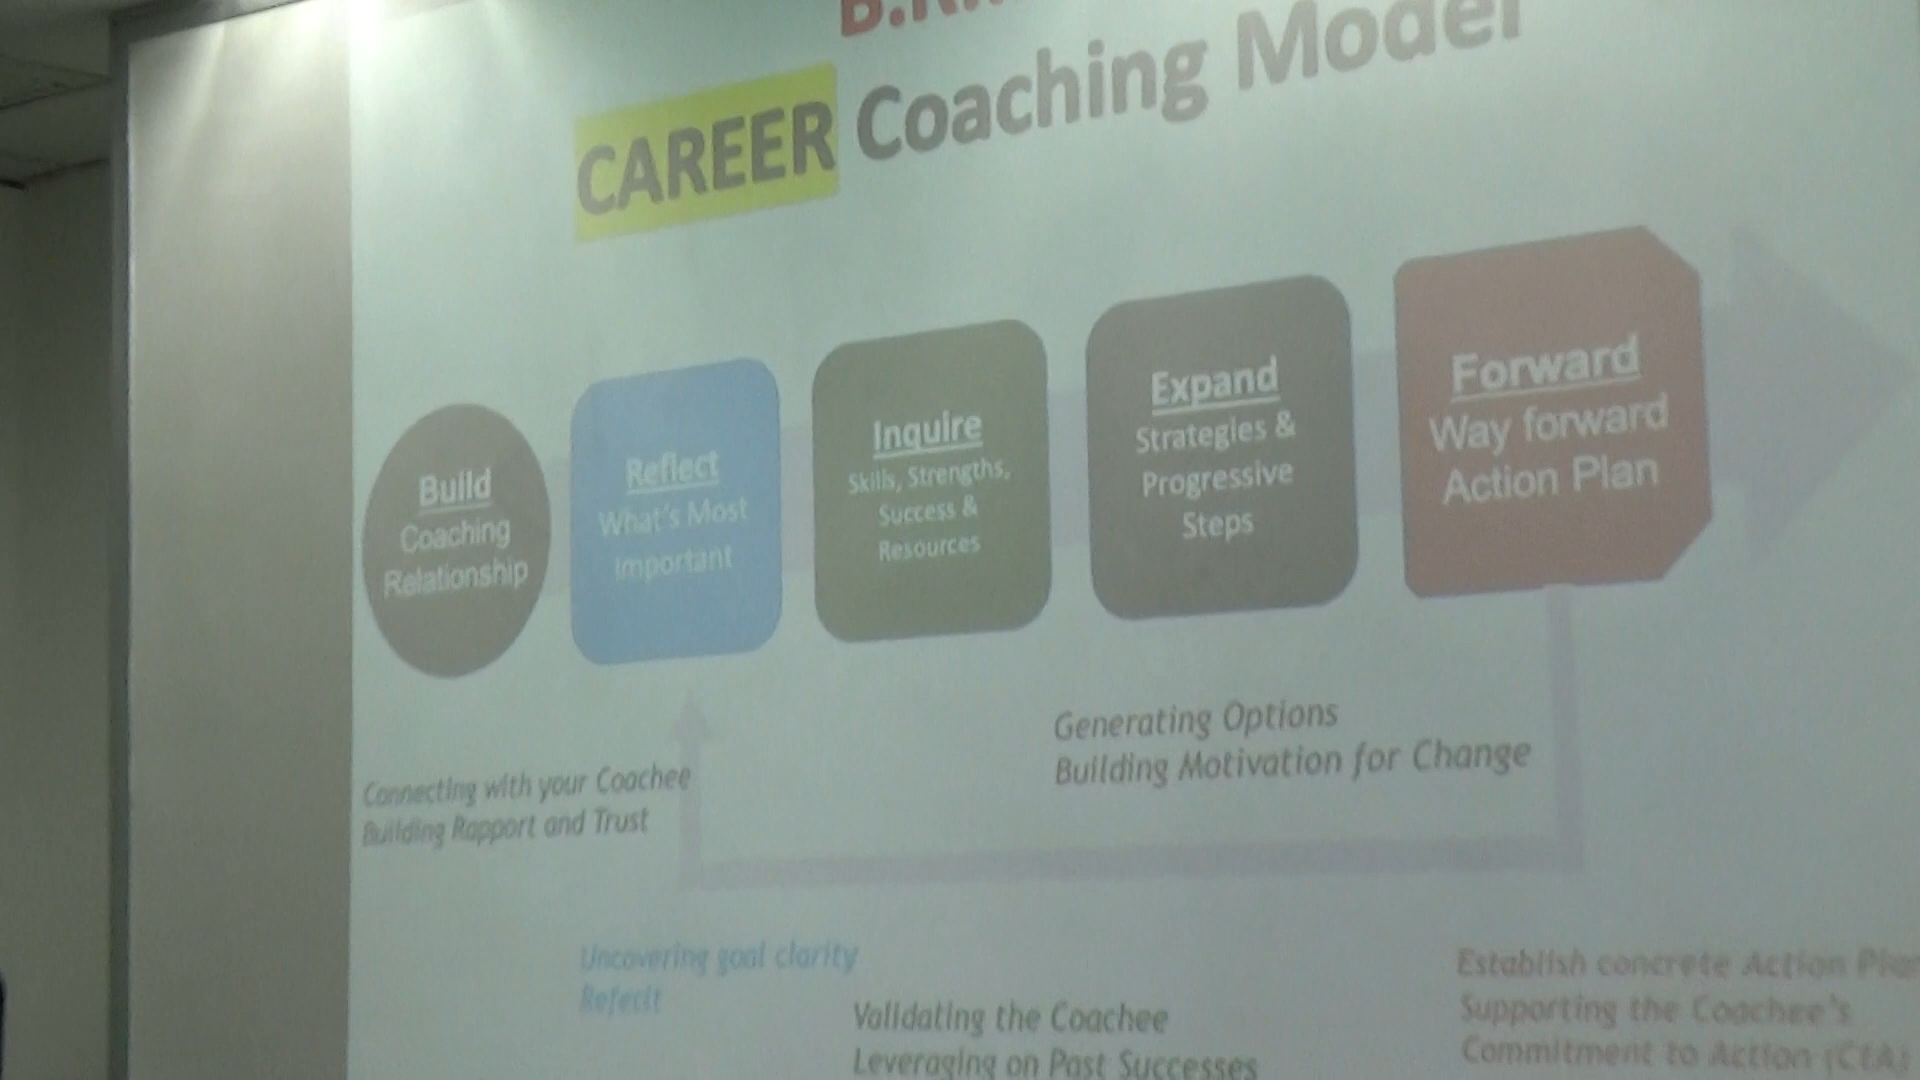 CAREER Coaching Model
Build
Coaching
Relationship
Reflect
What's Most
Important
Inquire
Skills, Strengths,
Success &
Resources
Expand
Strategies &
Progressive
Steps
Forward
Way forward
Action Plan
Connecting with your Coachee
Building Rapport and Trust
Generating Options
Building Motivation for Change
Uncovering goal clarity
Validating the Coachee
Leveraging on Past Successes
Establish concrete Action Plan
Supporting the Coachee's
Commitment to Action